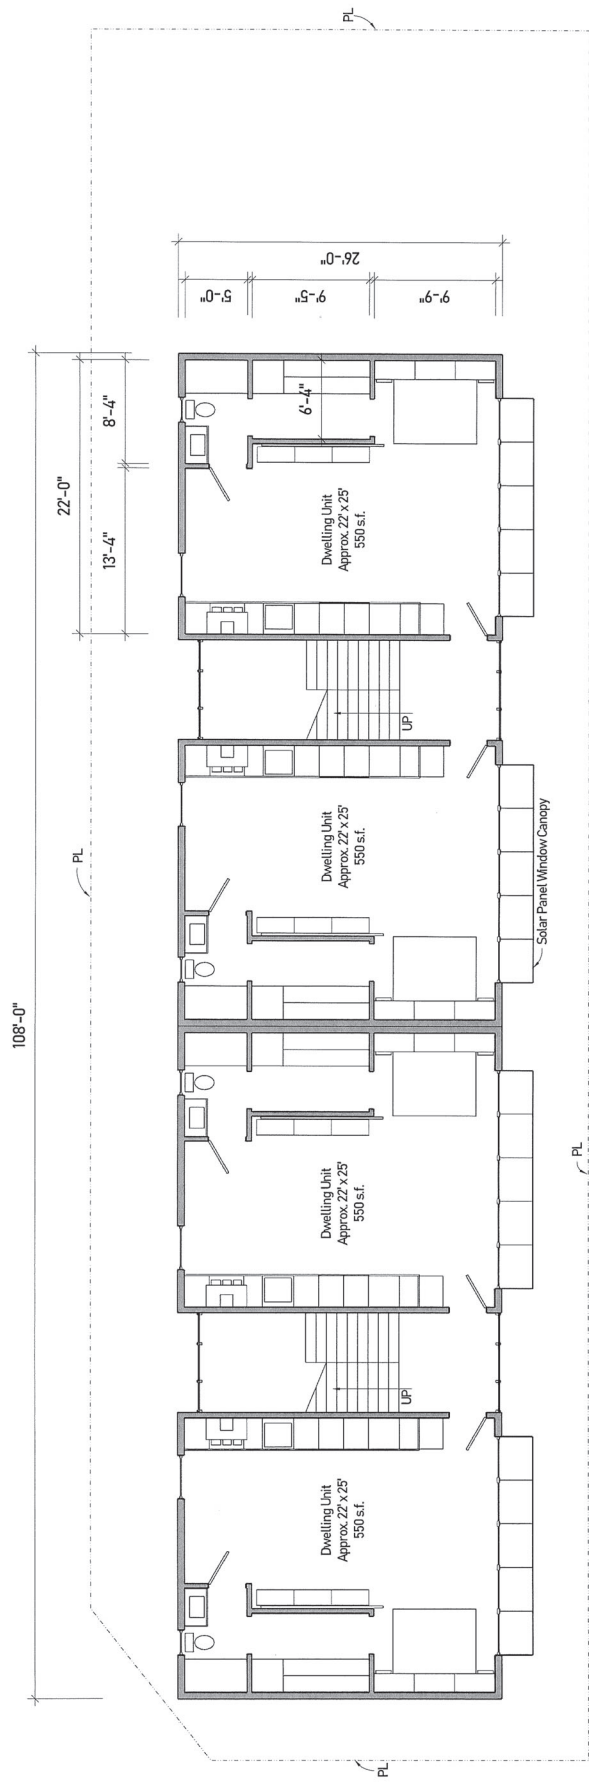 PL
PL
PL
PL
108'-0"
22'-0"
13'-4"
8'-4"
26'-0"
5'-0"
9'-5"
9'-9"
6'-4"
Dwelling Unit
Approx. 22' x 25'
550 s.f.
UP
Dwelling Unit
Approx. 22' x 25'
550 s.f.
Dwelling Unit
Approx. 22' x 25'
550 s.f.
UP
Dwelling Unit
Approx. 22' x 25'
550 s.f.
Solar Panel Window Canopy